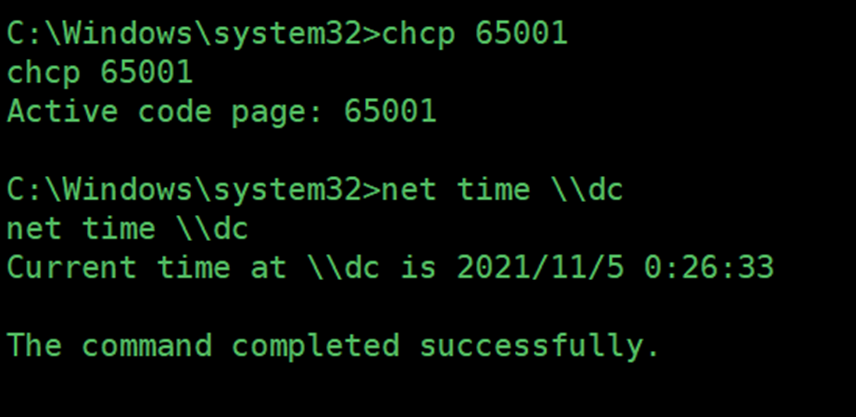 C:\Windows\system32>chcp 65001
chcp 65001
Active code page: 65001
C:\Windows\system32>net time \\dc
net time \\dc
Current time at \\dc is 2021/11/5 0:26:33
The command completed successfully.